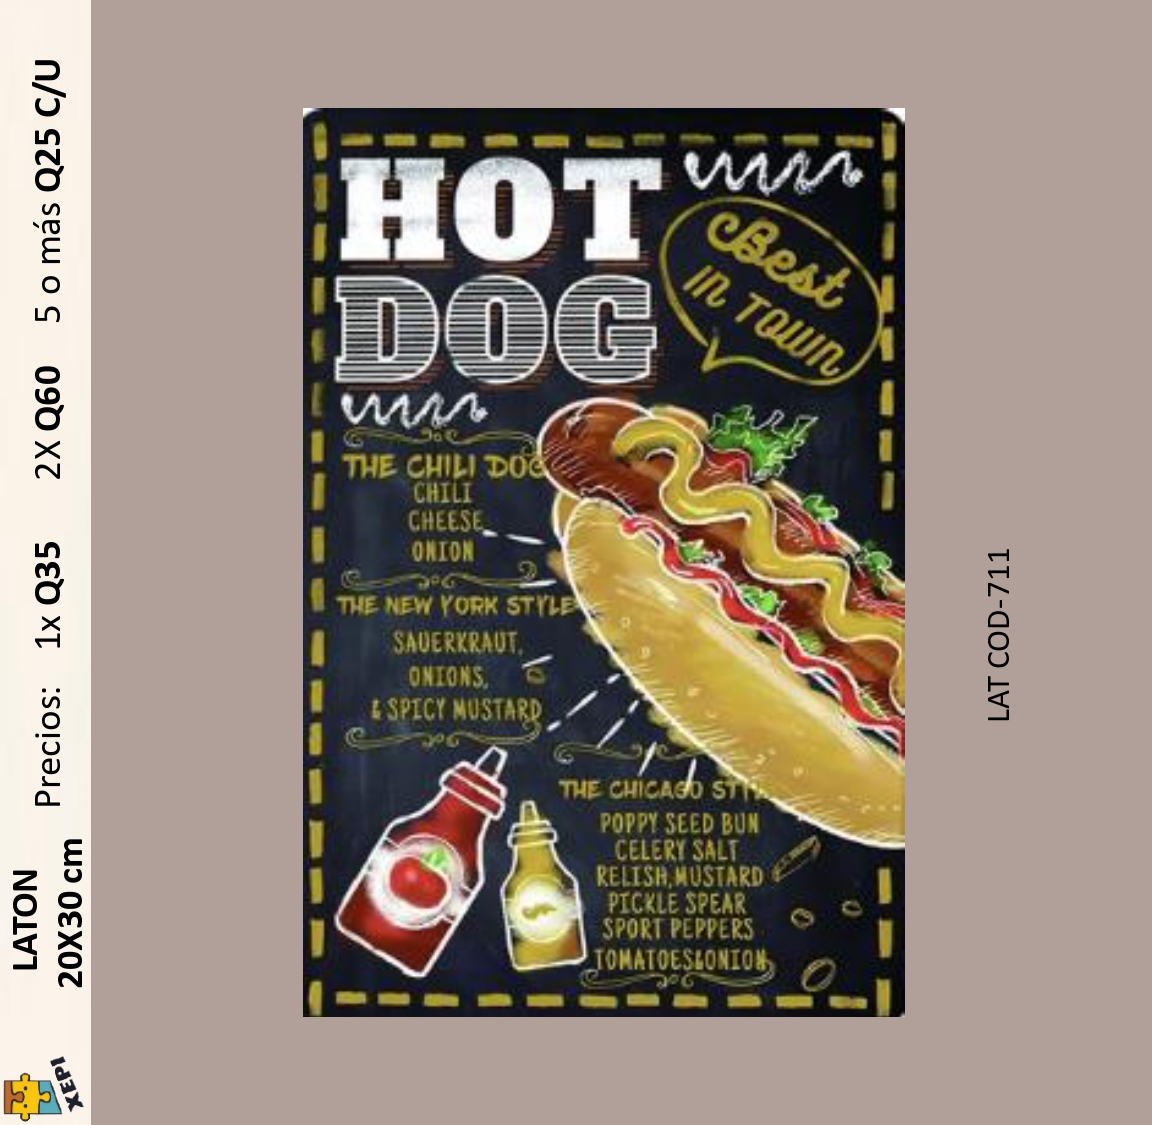 LATON
20X30 cm
Precios: 1x Q35 2X Q60 5 o más Q25 C/U
XEPI
HOT
DOG
Best
IN TOWN
THE CHILI DOG
CHILI
CHEESE
ONION
THE NEW YORK STYLE
SAUERKRAUT,
ONIONS,
& SPICY MUSTARD
THE CHICAGO STY
POPPY SEED BUN
CELERY SALT
RELISH,MUSTARD
PICKLE SPEAR
SPORT PEPPERS
TOMATOES&ONION
LAT COD-711